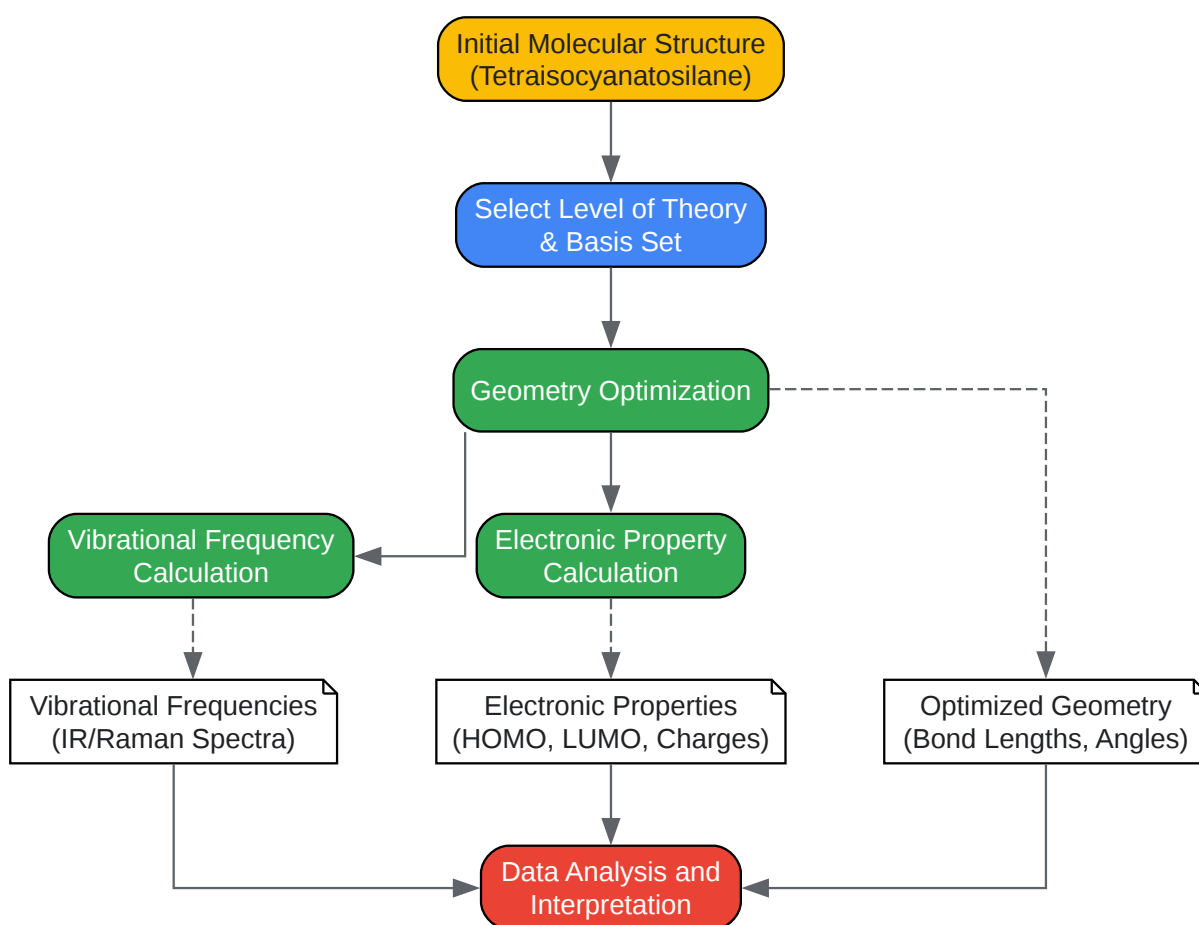 Initial Molecular Structure
(Tetraisocyanatosilane)
Select Level of Theory
& Basis Set
Geometry Optimization
Vibrational Frequency
Calculation
Electronic Property
Calculation
Vibrational Frequencies
(IR/Raman Spectra)
Electronic Properties
(HOMO, LUMO, Charges)
Optimized Geometry
(Bond Lengths, Angles)
Data Analysis and
Interpretation